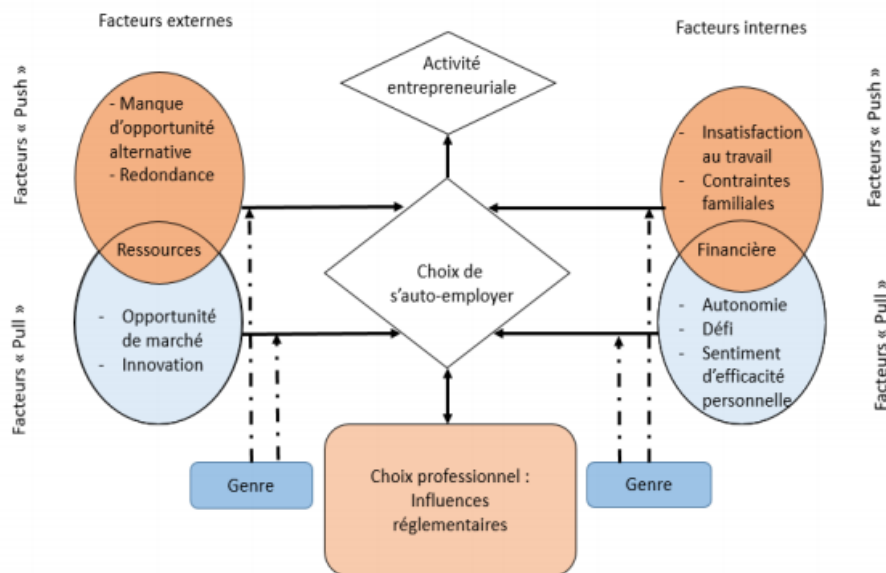 Facteurs externes
Facteurs internes
Facteurs « Push »
Facteurs « Pull »
- Manque
d'opportunité
alternative
- Redondance
Ressources
- Opportunité
de marché
- Innovation
Activité
entrepreneuriale
Choix de
s'auto-employer
Choix professionnel :
Influences
réglementaires
Genre
Genre
- Insatisfaction
au travail
- Contraintes
familiales
Financière
- Autonomie
- Défi
- Sentiment
d'efficacité
personnelle
Facteurs « Push »
Facteurs « Pull »